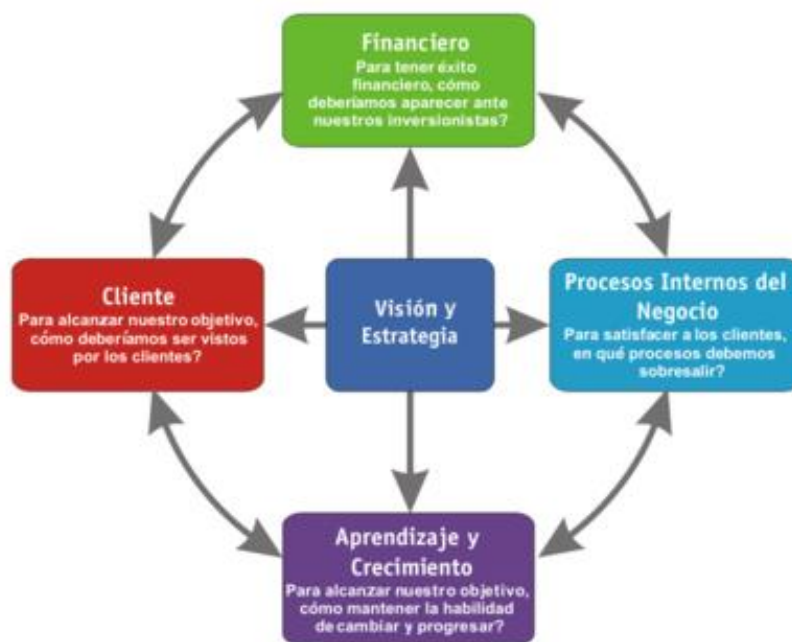 Financiero
Para tener éxito
financiero, cómo
deberíamos aparecer ante
nuestros inversionistas?
Cliente
Para alcanzar nuestro objetivo,
cómo deberíamos ser vistos
por los clientes?
Visión y
Estrategia
Procesos Internos del
Negocio
Para satisfacer a los clientes,
en qué procesos debemos
sobresalir?
Aprendizaje y
Crecimiento
Para alcanzar nuestro objetivo,
cómo mantener la habilidad
de cambiar y progresar?